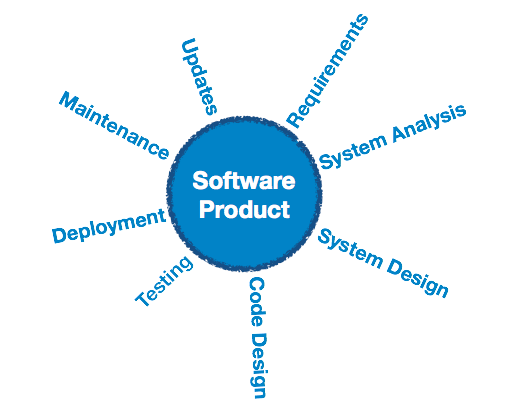 Software
Product
Requirements
System Analysis
System Design
Code Design
Testing
Deployment
Maintenance
Updates